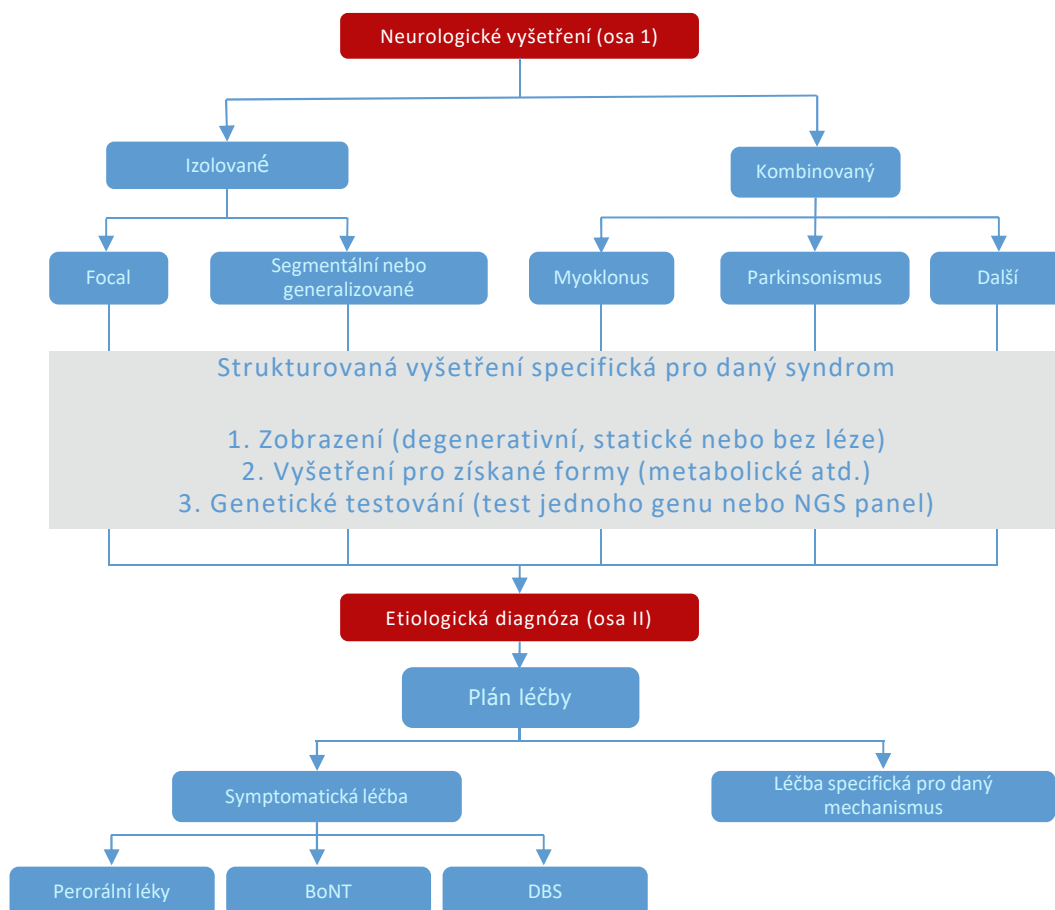 Neurologické vyšetření (osa 1)
Izolované
Kombinovaný
Focal
Segmentální nebo
generalizované
Myoklonus
Parkinsonismus
Další
Strukturovaná vyšetření specifická pro daný syndrom
1. Zobrazení (degenerativní, statické nebo bez léze)
2. Vyšetření pro získané formy (metabolické atd.)
3. Genetické testování (test jednoho genu nebo NGS panel)
Etiologická diagnóza (osa II)
Plán léčby
Symptomatická léčba
Léčba specifická pro daný
mechanismus
Perorální léky
BoNT
DBS